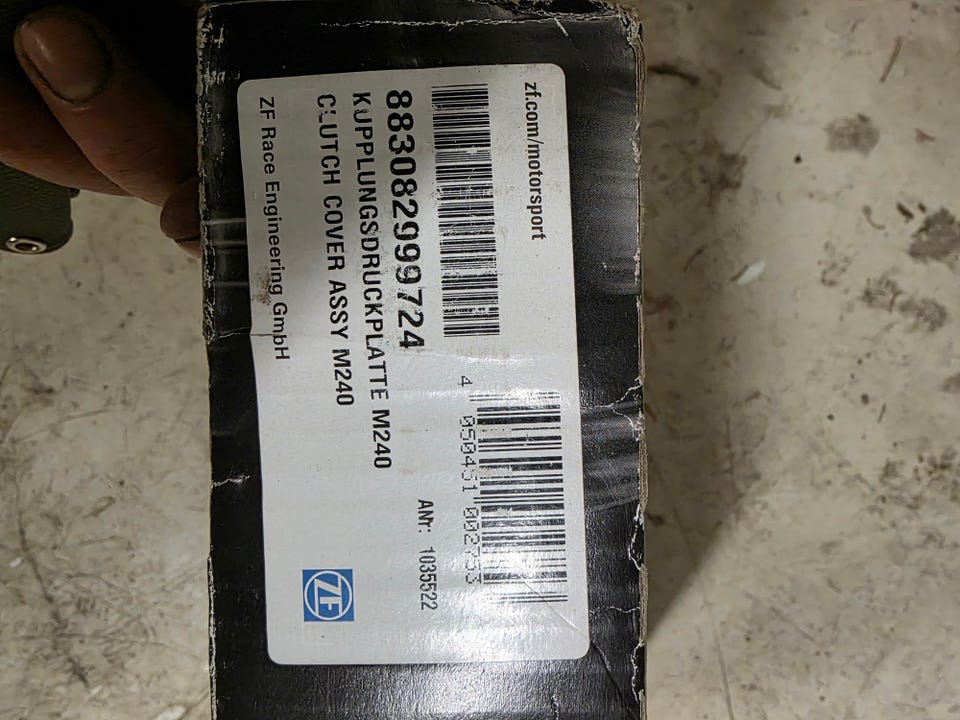 zf.com/motorsport
4 050451 002753
883082999724
KUPPLUNGSDRUCKPLATTE M240
CLUTCH COVER ASSY M240
ANr: 1035522
ZF Race Engineering GmbH
ZF